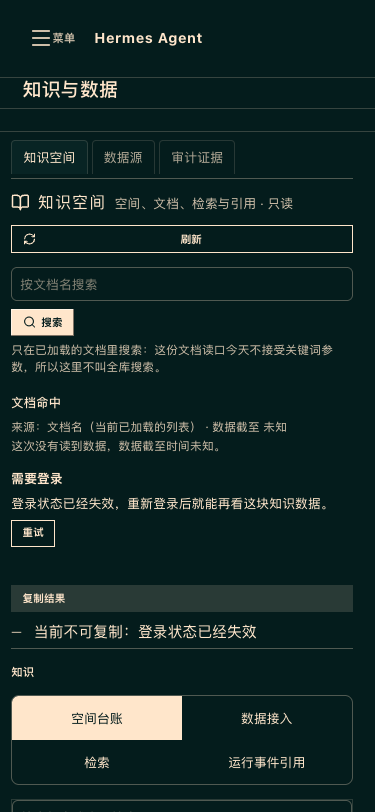 菜单 Hermes Agent
知识与数据
知识空间 数据源 审计证据
知识空间 空间、文档、检索与引用 · 只读
刷新
按文档名搜索
搜索
只在已加载的文档里搜索：这份文档读口今天不接受关键词参
数，所以这里不叫全库搜索。
文档命中
来源：文档名（当前已加载的列表） · 数据截至 未知
这次没有读到数据，数据截至时间未知。
需要登录
登录状态已经失效，重新登录后就能再看这块知识数据。
重试
复制结果
— 当前不可复制：登录状态已经失效
知识
空间台账 数据接入
检索 运行事件引用